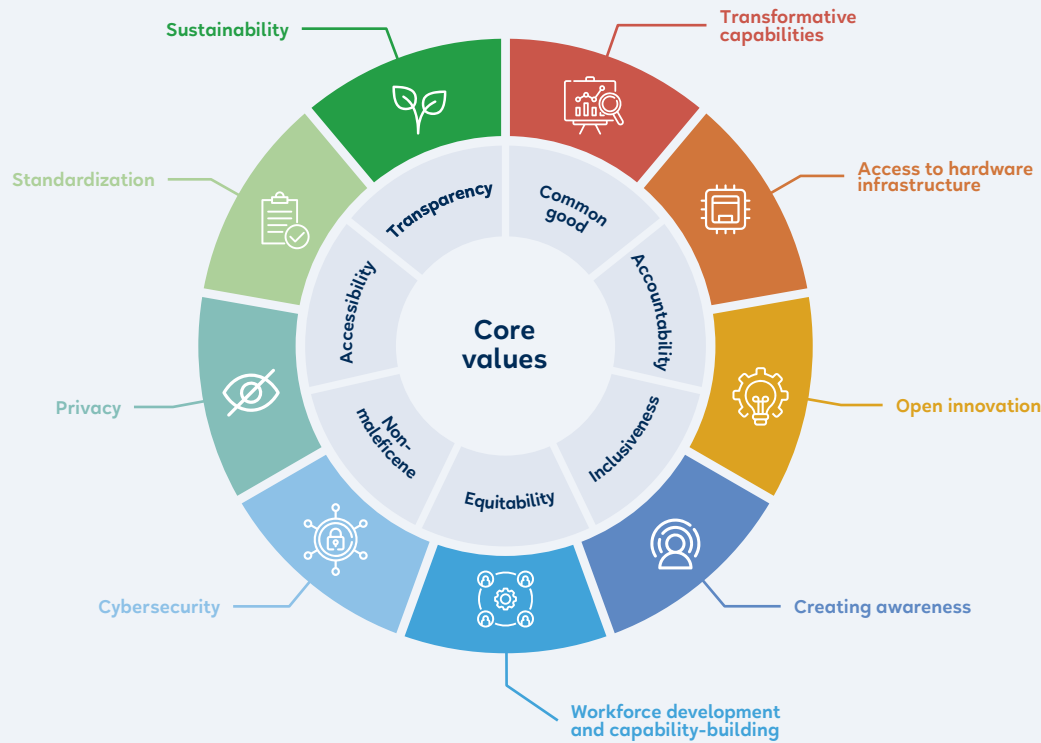 Sustainability
Transformative
capabilities
Access to hardware
infrastructure
Open innovation
Creating awareness
Workforce development
and capability-building
Cybersecurity
Privacy
Standardization
Transparency
Common
good
Accountability
Inclusiveness
Equitability
Non-
maleficene
Accessibility
Core
values